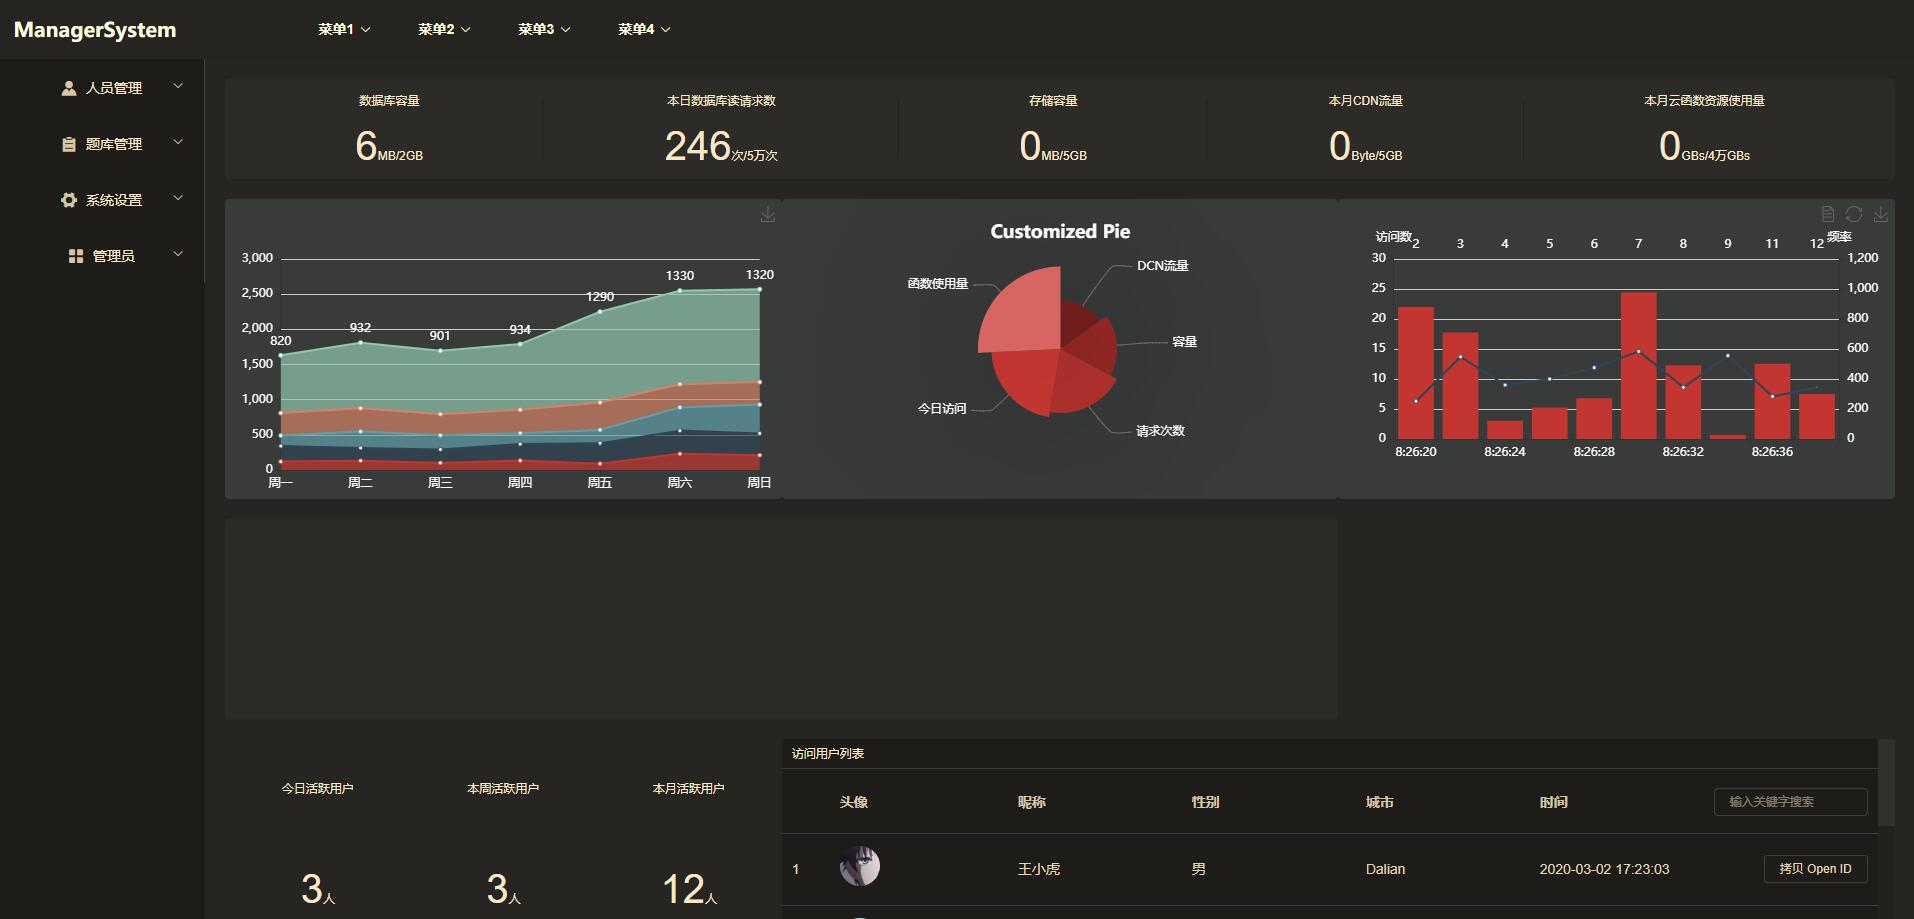 ManagerSystem
菜单1
菜单2
菜单3
菜单4
人员管理
题库管理
系统设置
管理员
数据库容量
6MB/2GB
本日数据库读请求数
246次/5万次
存储容量
0MB/5GB
本月CDN流量
0Byte/5GB
本月云函数资源使用量
0GBs/4万GBs
3,000
2,500
2,000
1,500
1,000
500
0
820
932
901
934
1290
1330
1320
周一
周二
周三
周四
周五
周六
周日
Customized Pie
函数使用量
DCN流量
容量
今日访问
请求次数
访问数
2 3 4 5 6 7 8 9 11 12
频率
30
25
20
15
10
5
0
1,200
1,000
800
600
400
200
0
8:26:20 8:26:24 8:26:28 8:26:32 8:26:36
今日活跃用户
3人
本周活跃用户
3人
本月活跃用户
12人
访问用户列表
头像 昵称 性别 城市 时间 输入关键字搜索
1 王小虎 男 Dalian 2020-03-02 17:23:03 拷贝 Open ID